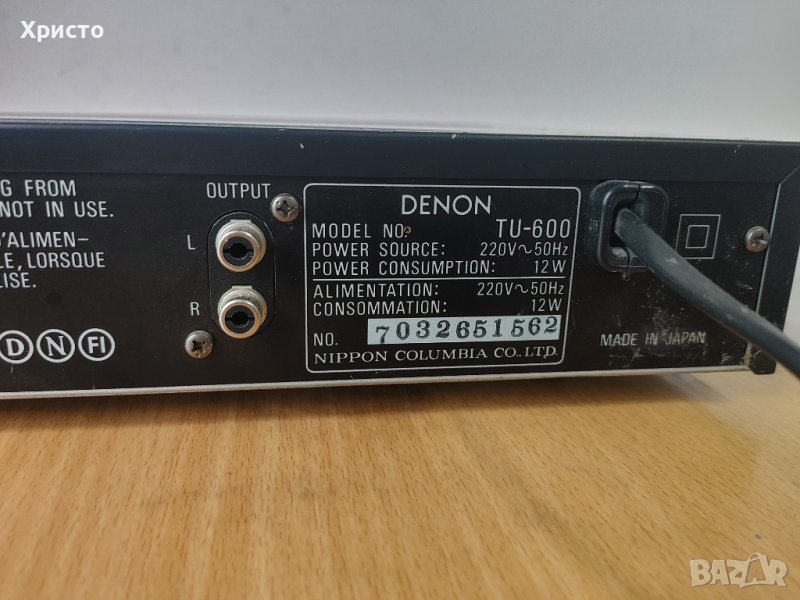 Христо
G FROM
NOT IN USE.
D'ALIMEN-
LE, LORSQUE
LISE.
D N FI
OUTPUT
L
R
DENON
MODEL NO. TU-600
POWER SOURCE: 220V~50Hz
POWER CONSUMPTION: 12W
ALIMENTATION: 220V~50Hz
CONSOMMATION: 12W
NO. 7032651562
NIPPON COLUMBIA CO., LTD.
MADE IN JAPAN
BAZAR